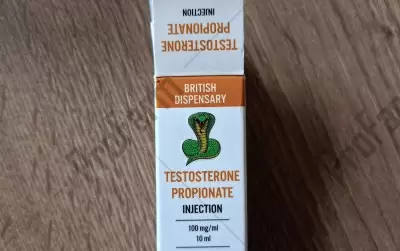 TESTOSTERONE
PROPIONATE
INJECTION
BRITISH
DISPENSARY
TESTOSTERONE
PROPIONATE
INJECTION
100 mg/ml
10 ml